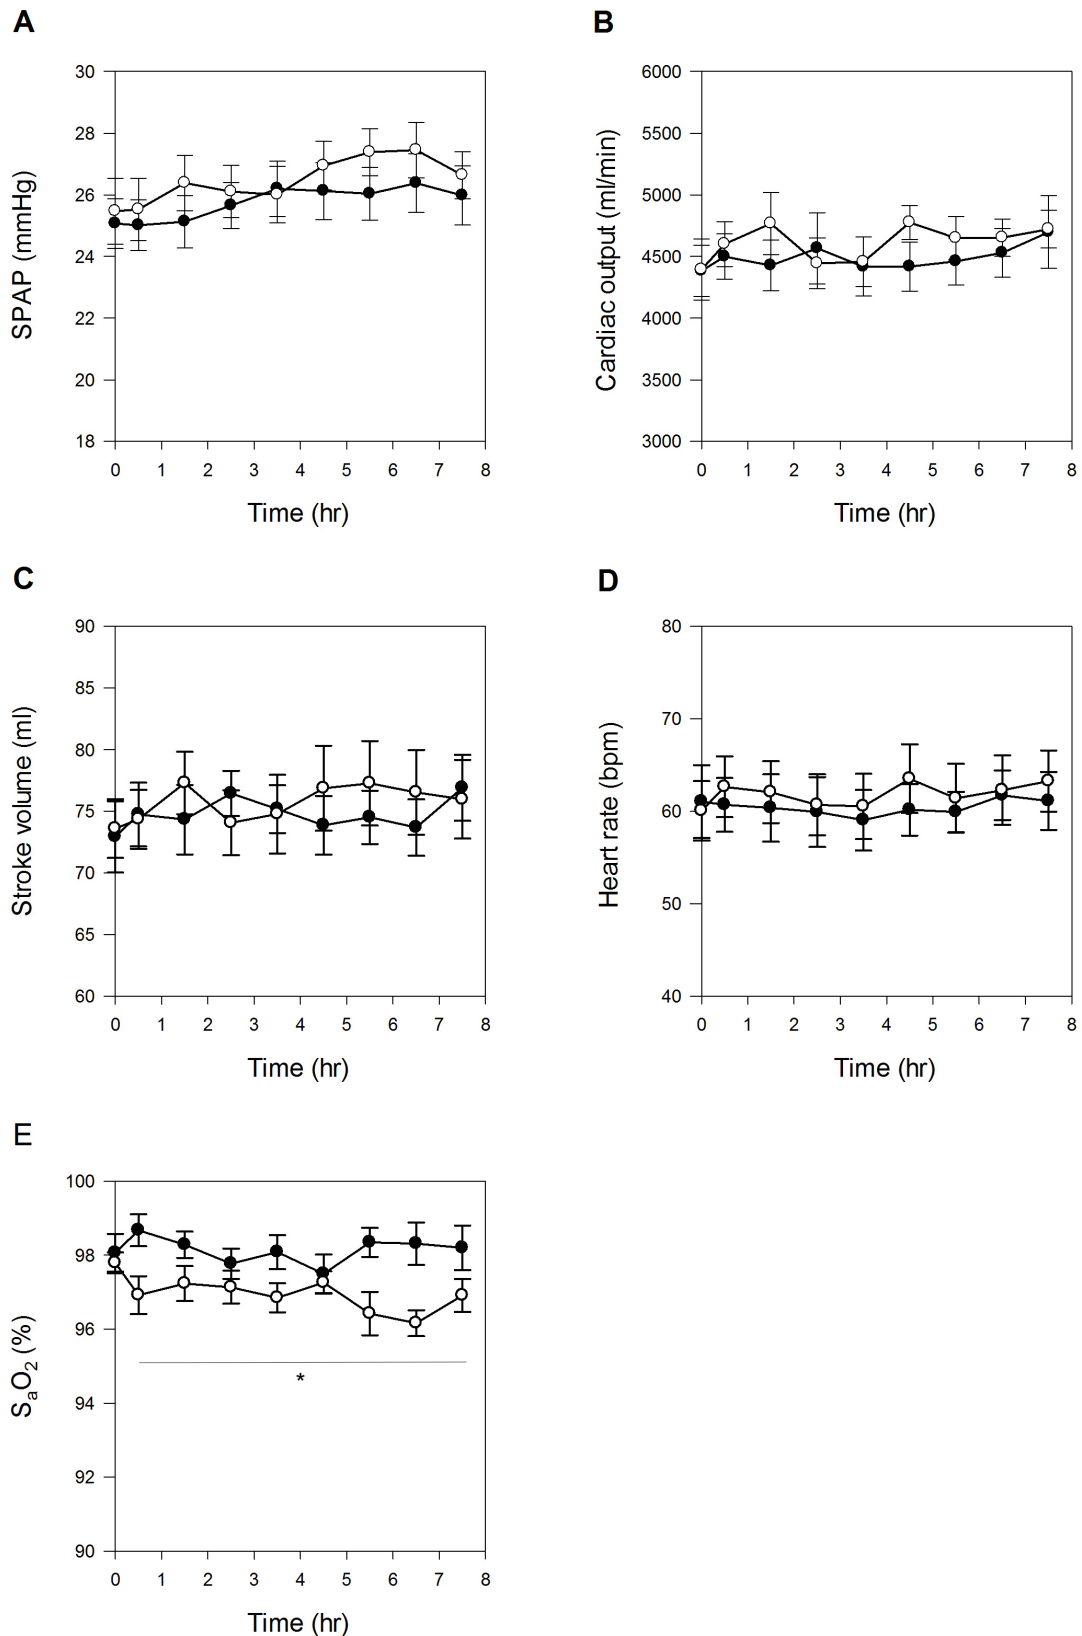 A
SPAP (mmHg)
30
28
26
24
22
20
18
0 1 2 3 4 5 6 7 8
Time (hr)
B
Cardiac output (ml/min)
6000
5500
5000
4500
4000
3500
3000
0 1 2 3 4 5 6 7 8
Time (hr)
C
Stroke volume (ml)
90
85
80
75
70
65
60
0 1 2 3 4 5 6 7 8
Time (hr)
D
Heart rate (bpm)
80
70
60
50
40
0 1 2 3 4 5 6 7 8
Time (hr)
E
SaO2 (%)
100
98
96
94
92
90
*
0 1 2 3 4 5 6 7 8
Time (hr)